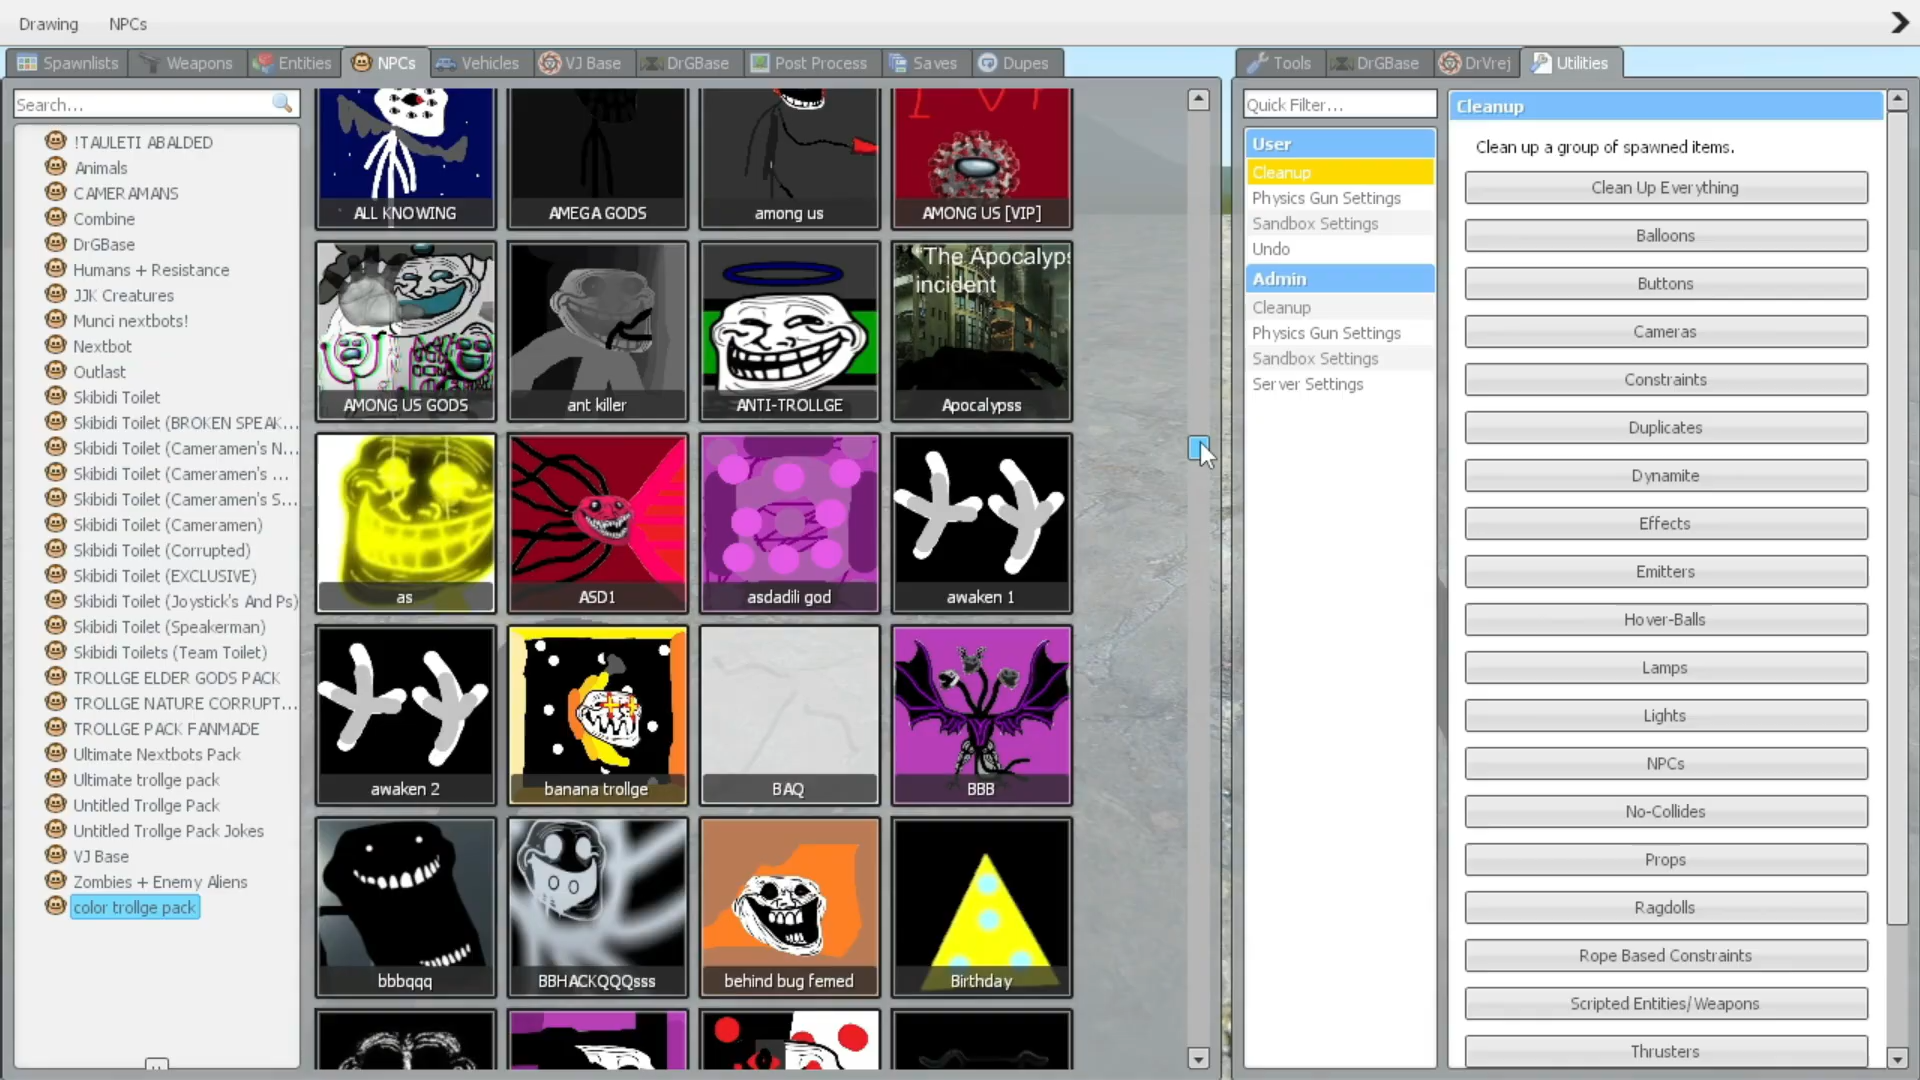 Drawing NPCs
Spawnlists Weapons Entities NPCs Vehicles VJ Base DrGBase Post Process Saves Dupes
Tools DrGBase DrVrej Utilities
Search...
!TAULETI ABALDED
Animals
CAMERAMANS
Combine
DrGBase
Humans + Resistance
JJK Creatures
Munci nextbots!
Nextbot
Outlast
Skibidi Toilet
Skibidi Toilet (BROKEN SPEAK...
Skibidi Toilet (Cameramen's N...
Skibidi Toilet (Cameramen's ...
Skibidi Toilet (Cameramen's S...
Skibidi Toilet (Cameramen)
Skibidi Toilet (Corrupted)
Skibidi Toilet (EXCLUSIVE)
Skibidi Toilet (Joystick's And Ps)
Skibidi Toilet (Speakerman)
Skibidi Toilets (Team Toilet)
TROLLGE ELDER GODS PACK
TROLLGE NATURE CORRUPT...
TROLLGE PACK FANMADE
Ultimate Nextbots Pack
Ultimate trollge pack
Untitled Trollge Pack
Untitled Trollge Pack Jokes
VJ Base
Zombies + Enemy Aliens
color trollge pack
ALL KNOWING
AMEGA GODS
among us
AMONG US [VIP]
AMONG US GODS
ant killer
ANTI-TROLLGE
"The Apocalyps
incident
Apocalypss
as
ASD1
asdadili god
awaken 1
awaken 2
banana trollge
BAQ
BBB
bbbqqq
BBHACKQQQsss
behind bug femed
Birthday
Quick Filter...
User
Cleanup
Physics Gun Settings
Sandbox Settings
Undo
Admin
Cleanup
Physics Gun Settings
Sandbox Settings
Server Settings
Cleanup
Clean up a group of spawned items.
Clean Up Everything
Balloons
Buttons
Cameras
Constraints
Duplicates
Dynamite
Effects
Emitters
Hover-Balls
Lamps
Lights
NPCs
No-Collides
Props
Ragdolls
Rope Based Constraints
Scripted Entities/Weapons
Thrusters